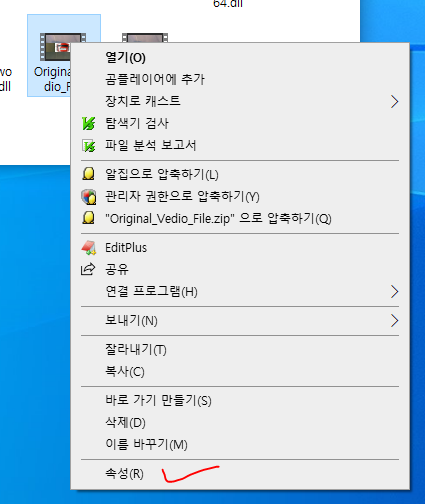 64.dll
wo
dll
Original
dio_F
열기(O)
곰플레이어에 추가
장치로 캐스트
탐색기 검사
파일 분석 보고서
알집으로 압축하기(L)
관리자 권한으로 압축하기(Y)
"Original_Vedio_File.zip" 으로 압축하기(Q)
EditPlus
공유
연결 프로그램(H)
보내기(N)
잘라내기(T)
복사(C)
바로 가기 만들기(S)
삭제(D)
이름 바꾸기(M)
속성(R)